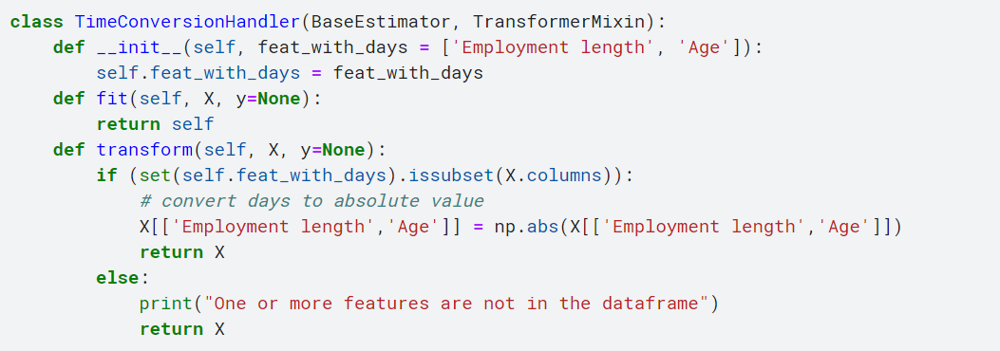 class TimeConversionHandler(BaseEstimator, TransformerMixin):
    def __init__(self, feat_with_days = ['Employment length', 'Age']):
        self.feat_with_days = feat_with_days
    def fit(self, X, y=None):
        return self
    def transform(self, X, y=None):
        if (set(self.feat_with_days).issubset(X.columns)):
            # convert days to absolute value
            X[['Employment length','Age']] = np.abs(X[['Employment length','Age']])
            return X
        else:
            print("One or more features are not in the dataframe")
            return X